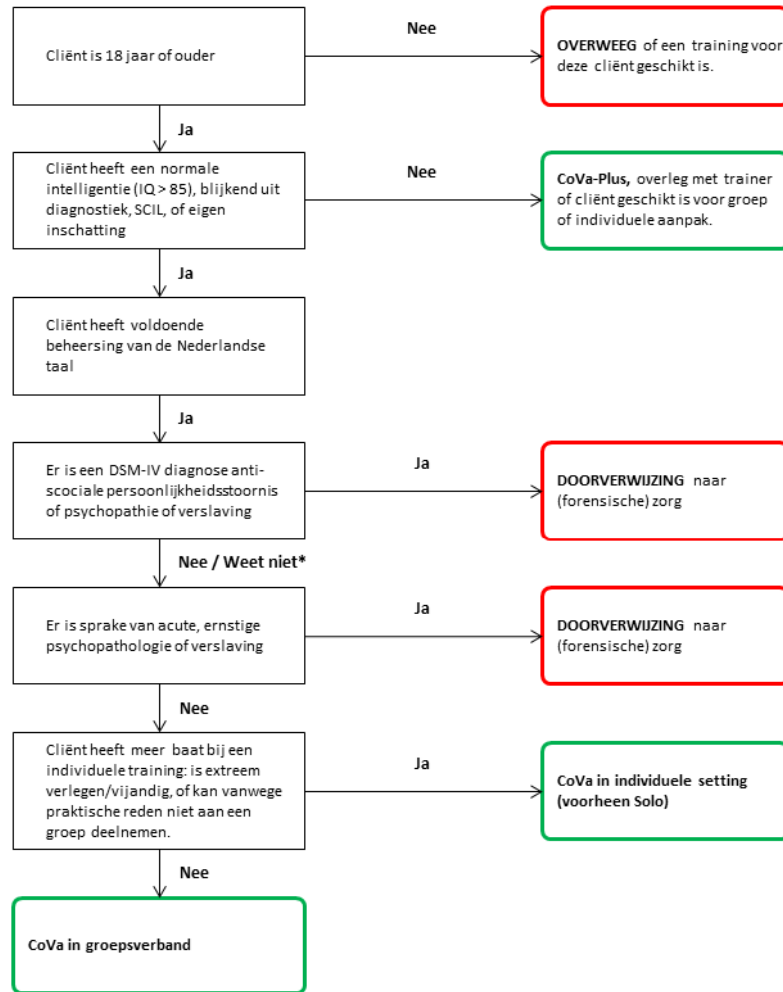 Cliënt is 18 jaar of ouder
Nee
OVERWEEG of een training voor
deze cliënt geschikt is.
Ja
Cliënt heeft een normale
intelligentie (IQ > 85), blijkend uit
diagnostiek, SCIL, of eigen
inschatting
Nee
CoVa-Plus, overleg met trainer
of cliënt geschikt is voor groep
of individuele aanpak.
Ja
Cliënt heeft voldoende
beheersing van de Nederlandse
taal
Ja
Er is een DSM-IV diagnose anti-
scociale persoonlijkheidsstoornis
of psychopathie of verslaving
Ja
DOORVERWIJZING naar
(forensische) zorg
Nee / Weet niet*
Er is sprake van acute, ernstige
psychopathologie of verslaving
Ja
DOORVERWIJZING naar
(forensische) zorg
Nee
Cliënt heeft meer baat bij een
individuele training: is extreem
verlegen/vijandig, of kan vanwege
praktische reden niet aan een
groep deelnemen.
Ja
CoVa in individuele setting
(voorheen Solo)
Nee
CoVa in groepsverband